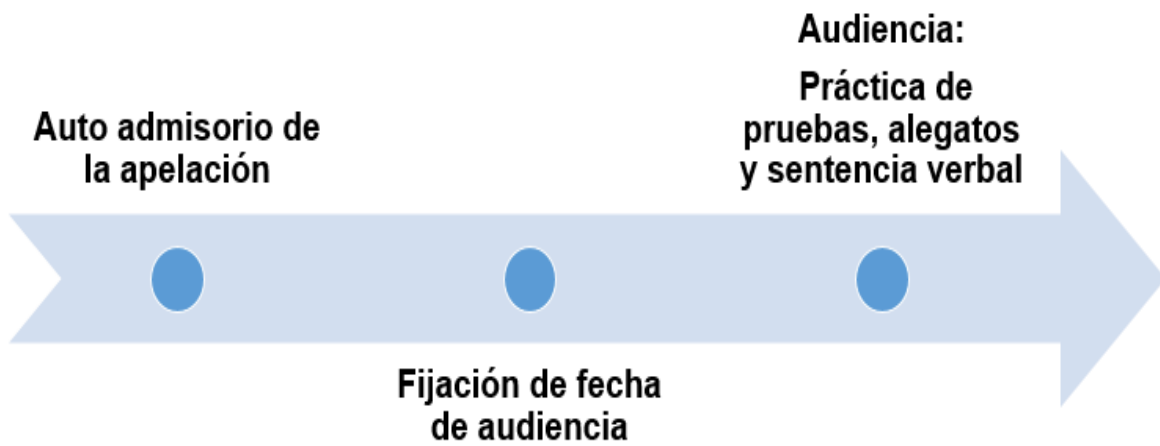 Auto admisorio de
la apelación
Fijación de fecha
de audiencia
Audiencia:
Práctica de
pruebas, alegatos
y sentencia verbal